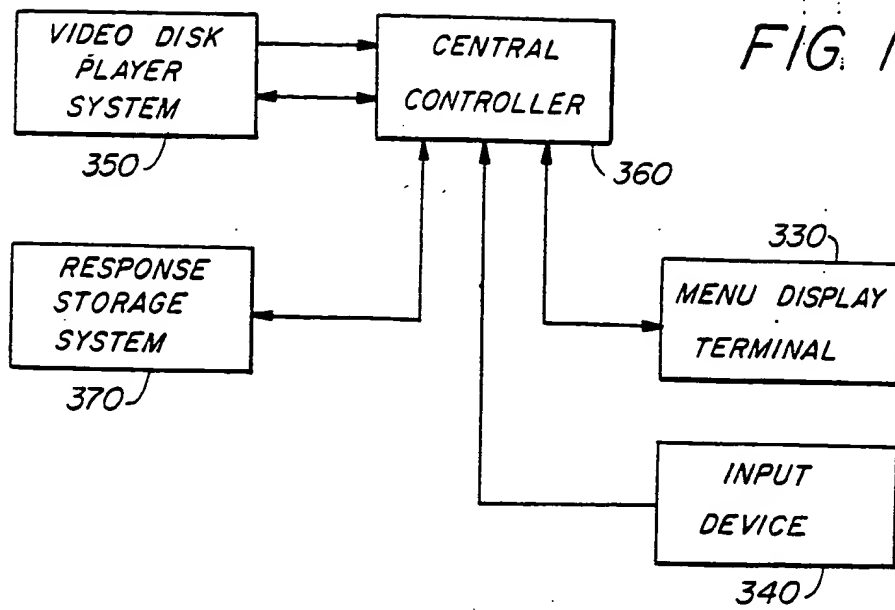 VIDEO DISK
PLAYER
SYSTEM
350
CENTRAL
CONTROLLER
360
FIG. 1
RESPONSE
STORAGE
SYSTEM
370
330
MENU DISPLAY
TERMINAL
INPUT
DEVICE
340